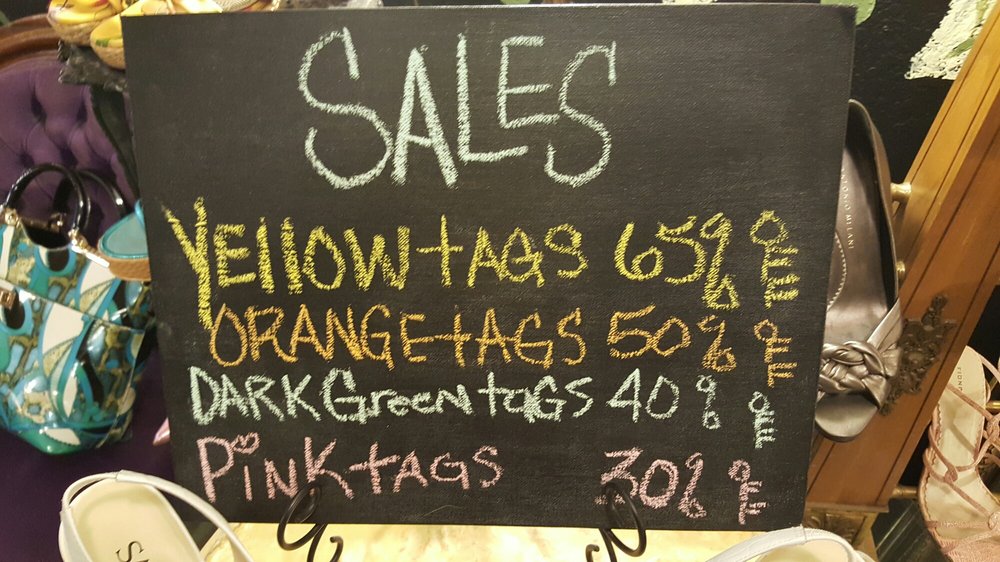 SALES
YELLOW tAGS 65% OFF
ORANGE tAGS 50% OFF
DARK GReeN taGS 40% OFF
PiNK tAGS 30% OFF